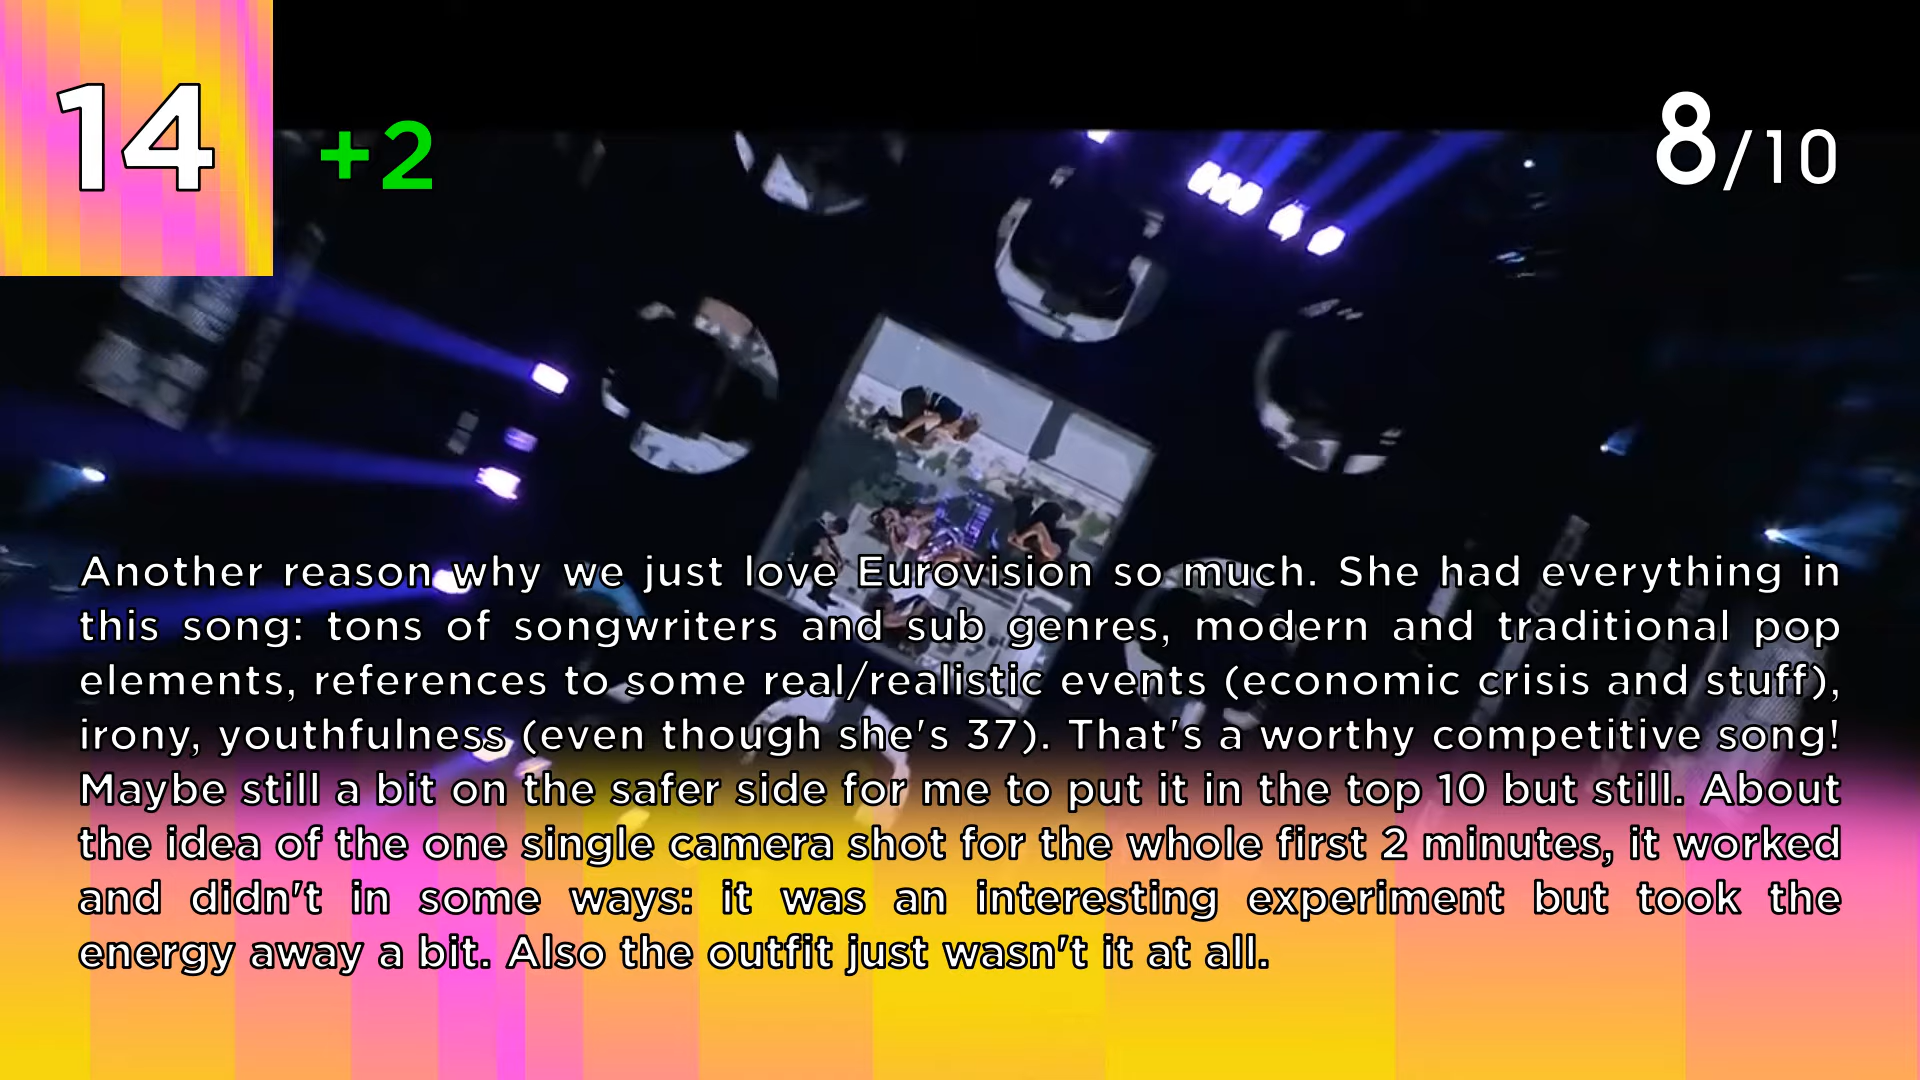 14
+2
8/10
Another reason why we just love Eurovision so much. She had everything in
this song: tons of songwriters and sub genres, modern and traditional pop
elements, references to some real/realistic events (economic crisis and stuff),
irony, youthfulness (even though she's 37). That's a worthy competitive song!
Maybe still a bit on the safer side for me to put it in the top 10 but still. About
the idea of the one single camera shot for the whole first 2 minutes, it worked
and didn't in some ways: it was an interesting experiment but took the
energy away a bit. Also the outfit just wasn't it at all.